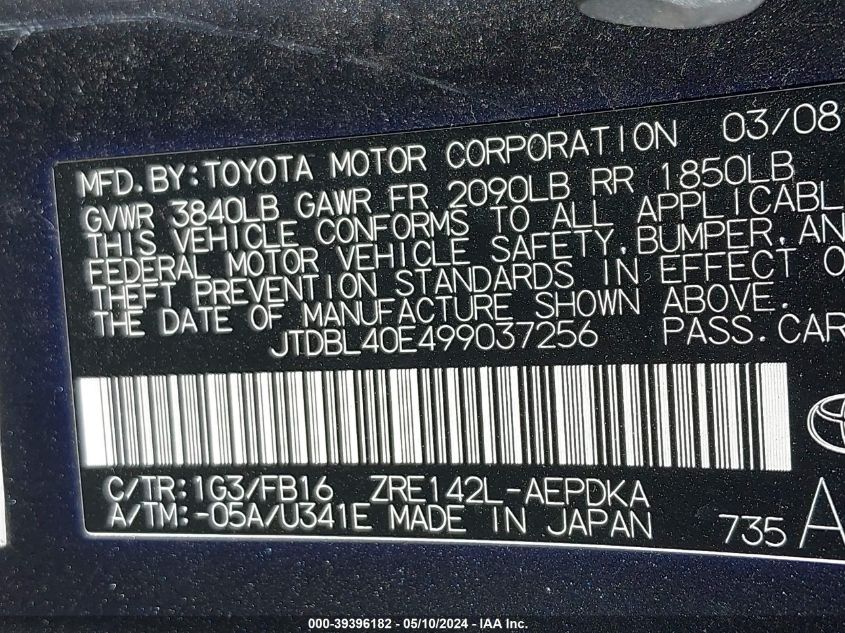 MFD. BY: TOYOTA MOTOR CORPORATION 03/08
GVWR 3840LB GAWR FR 2090LB RR 1850LB
THIS VEHICLE CONFORMS TO ALL APPLICABL
FEDERAL MOTOR VEHICLE SAFETY, BUMPER, AN
THEFT PREVENTION STANDARDS IN EFFECT O
THE DATE OF MANUFACTURE SHOWN ABOVE.
JTDBL40E499037256 PASS. CAR
C/TR: 1G3/FB16 ZRE142L-AEPDKA
A/TM: -05A/U341E MADE IN JAPAN 735 A
000-39396182 - 05/10/2024 - IAA Inc.